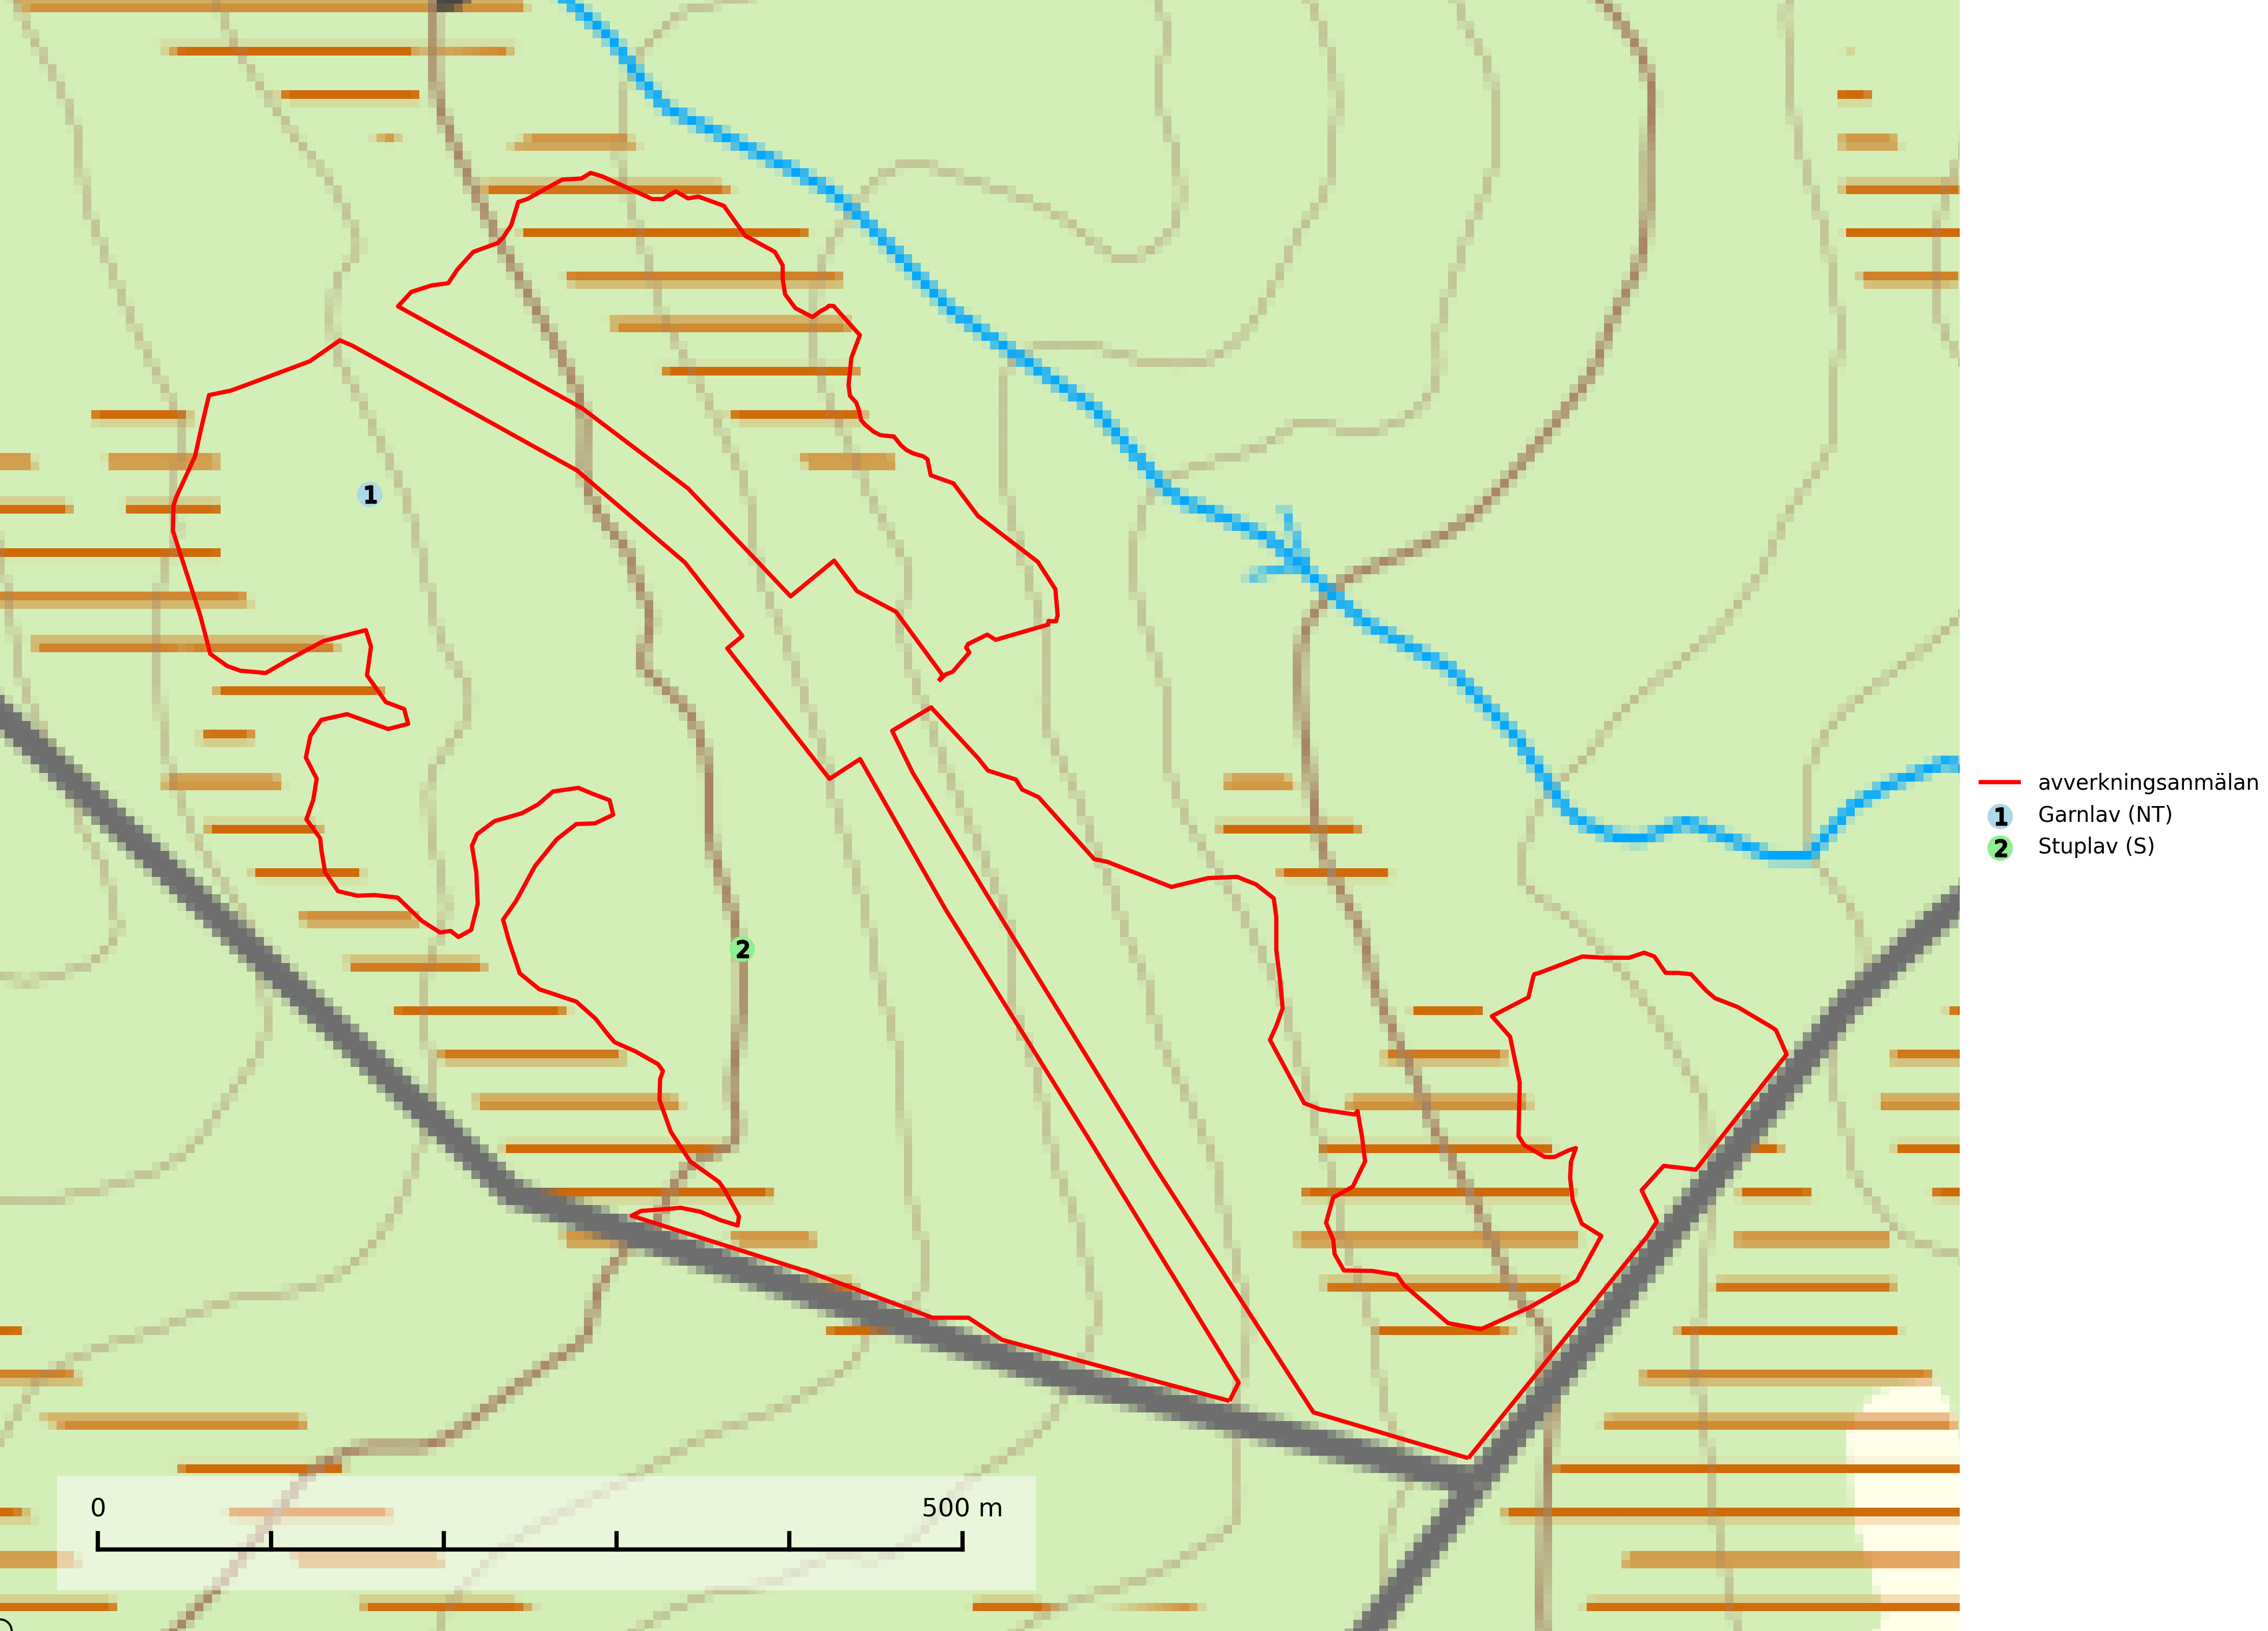 1
2
avverkningsanmälan
1 Garnlav (NT)
2 Stuplav (S)
0 500 m